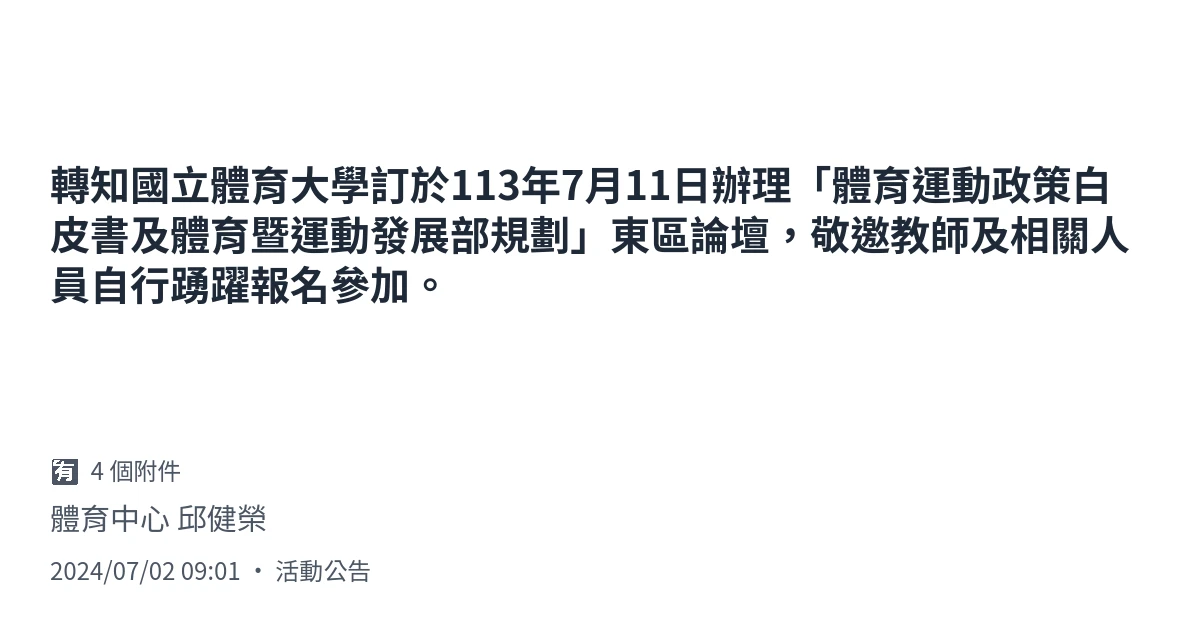 轉知國立體育大學訂於113年7月11日辦理「體育運動政策白
皮書及體育暨運動發展部規劃」東區論壇，敬邀教師及相關人
員自行踴躍報名參加。
🈶 4 個附件
體育中心 邱健榮
2024/07/02 09:01 • 活動公告